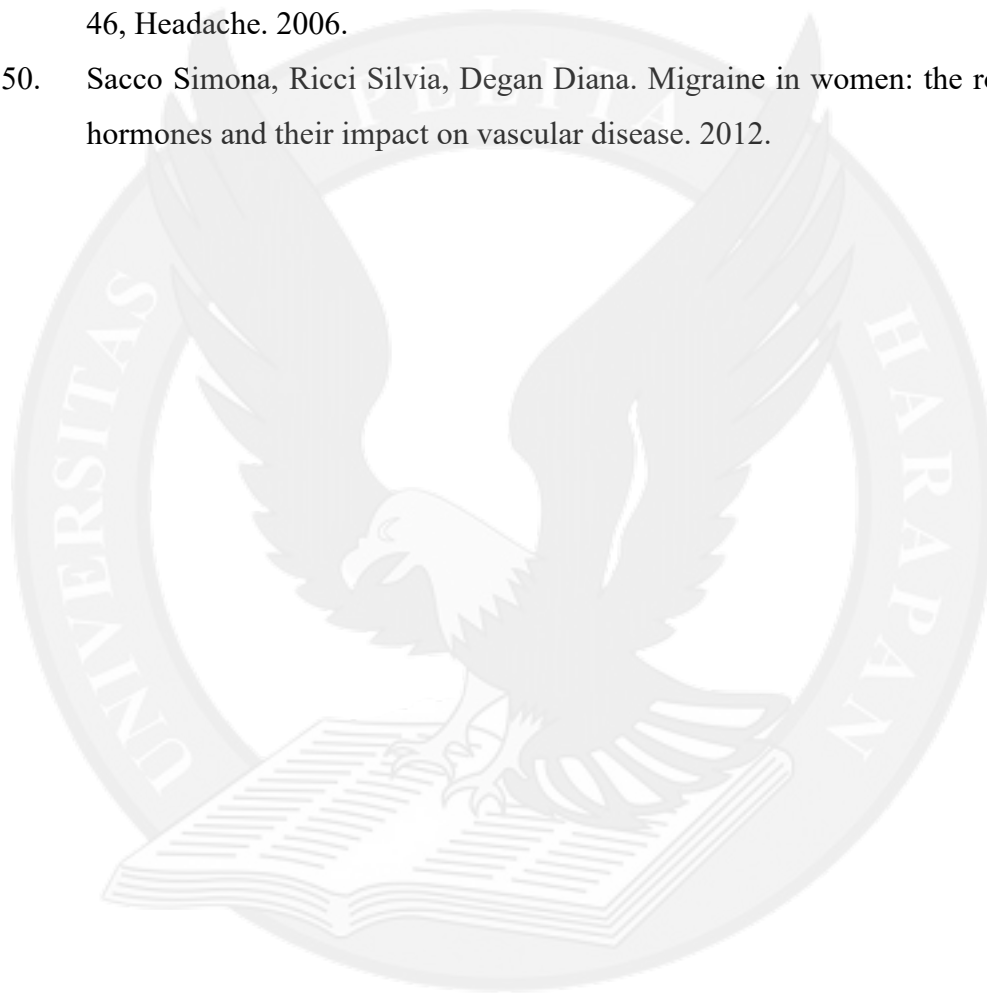 46, Headache. 2006.
50. Sacco Simona, Ricci Silvia, Degan Diana. Migraine in women: the
hormones and their impact on vascular disease. 2012.
UNIVERSITAS PELITA HARAPAN